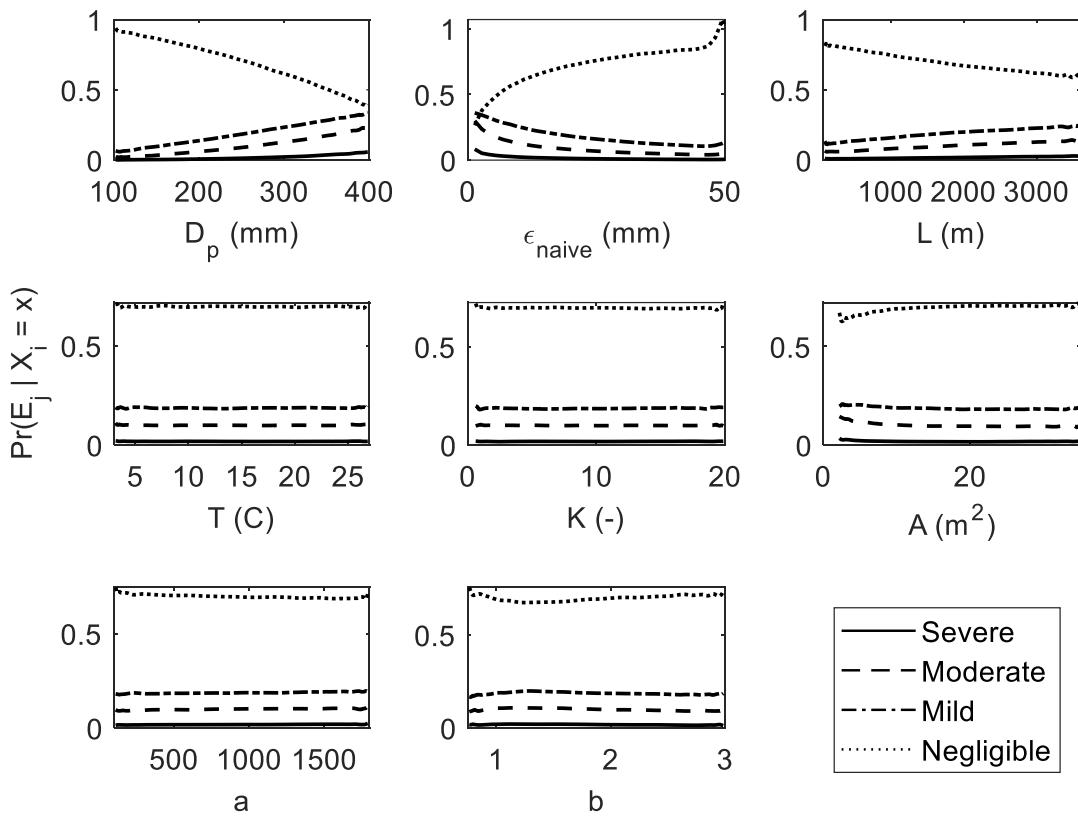 1
0.5
0
100 200 300 400
D_p (mm)
1
0.5
0
0 50
ϵ_naive (mm)
1
0.5
0
1000 2000 3000
L (m)
Pr(E_j | X_i = x)
0.5
0
5 10 15 20 25
T (C)
0.5
0
0 10 20
K (-)
0.5
0
0 20
A (m^2)
0.5
0
500 1000 1500
a
0.5
0
1 2 3
b
Severe
Moderate
Mild
Negligible